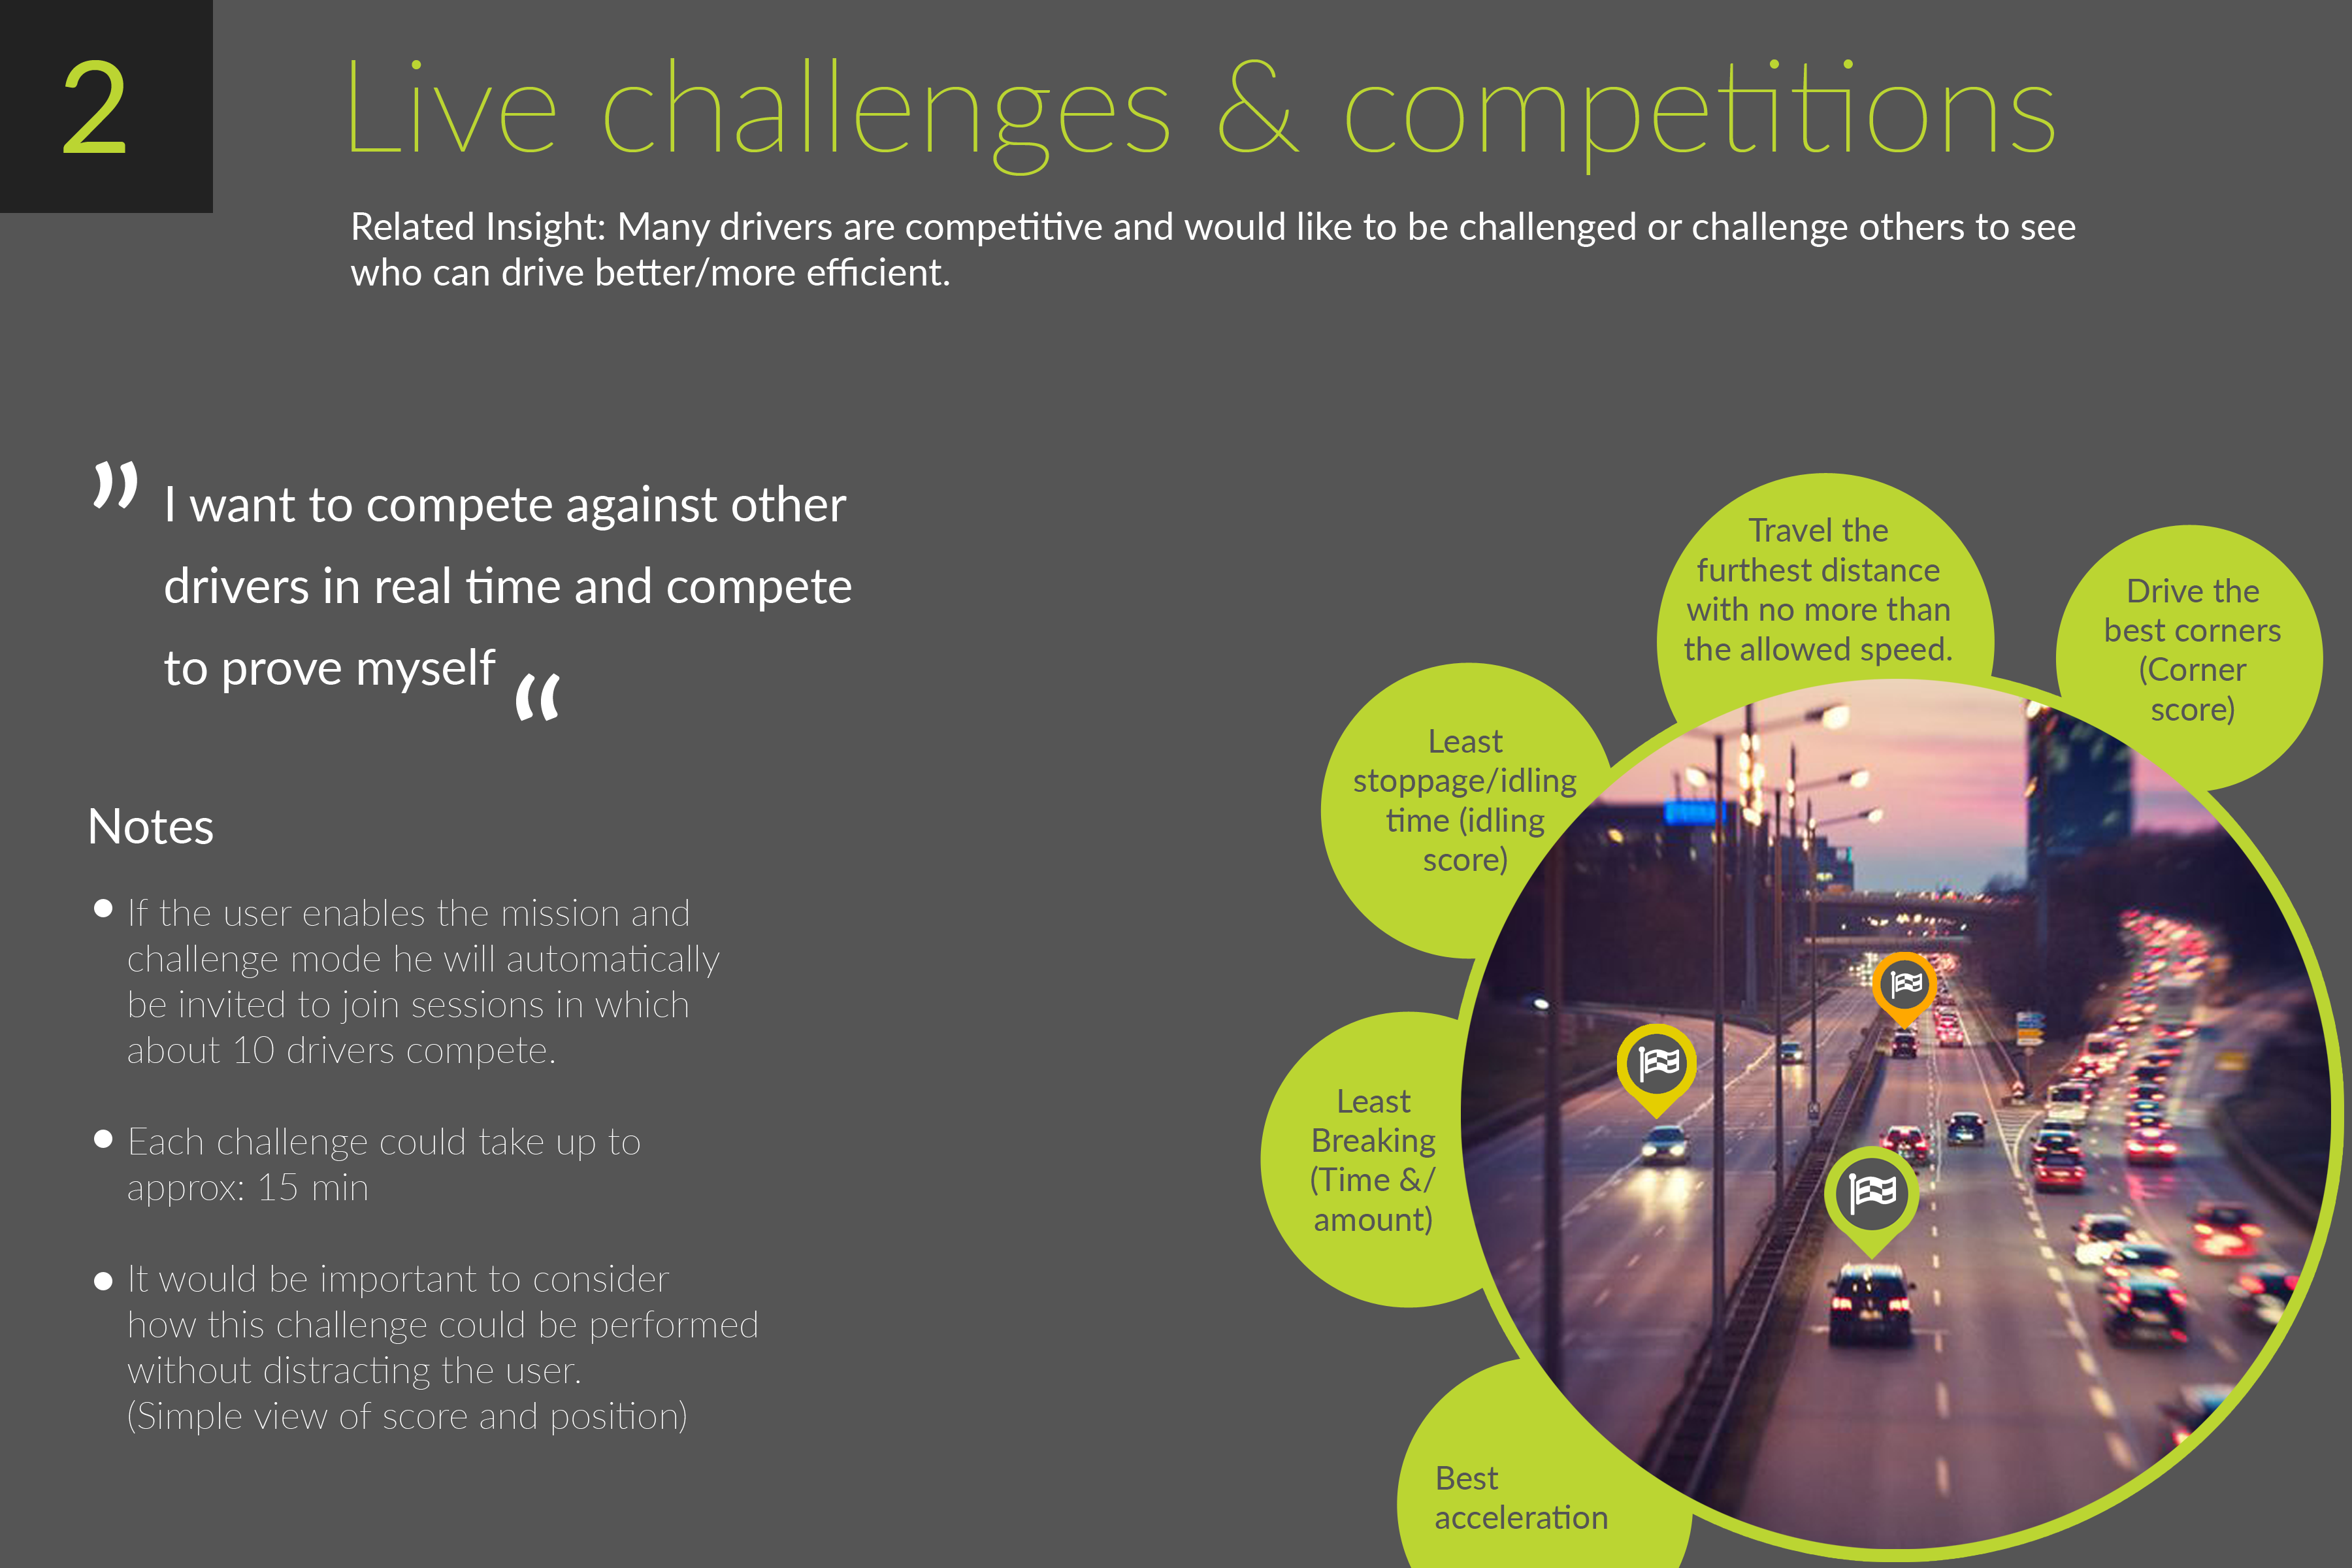 2
Live challenges & competitions
Related Insight: Many drivers are competitive and would like to be challenged or challenge others to see
who can drive better/more efficient.
” I want to compete against other
drivers in real time and compete
to prove myself “
Notes
● If the user enables the mission and
challenge mode he will automatically
be invited to join sessions in which
about 10 drivers compete.
● Each challenge could take up to
approx: 15 min
● It would be important to consider
how this challenge could be performed
without distracting the user.
(Simple view of score and position)
Travel the
furthest distance
with no more than
the allowed speed.
Drive the
best corners
(Corner
score)
Least
stoppage/idling
time (idling
score)
Least
Breaking
(Time &/
amount)
Best
acceleration